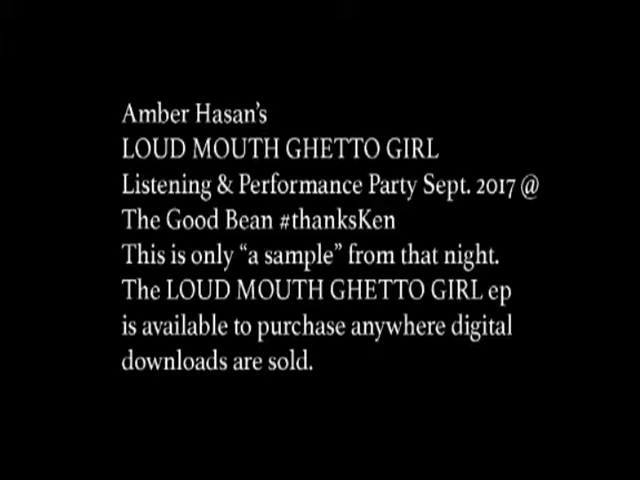 Amber Hasan’s
LOUD MOUTH GHETTO GIRL
Listening & Performance Party Sept. 2017 @
The Good Bean #thanksKen
This is only “a sample” from that night.
The LOUD MOUTH GHETTO GIRL ep
is available to purchase anywhere digital
downloads are sold.